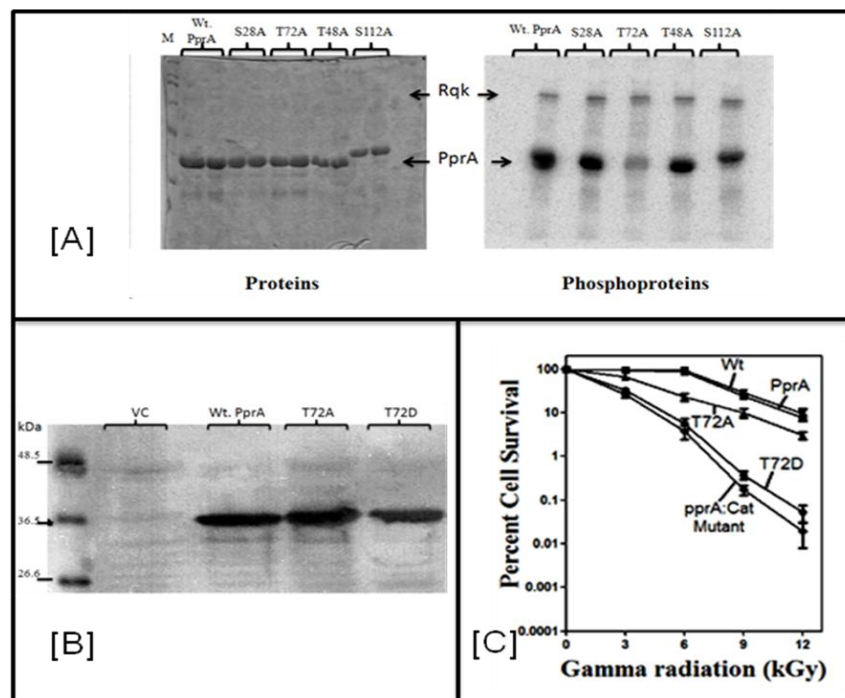 M
Wt. PprA
S28A
T72A
T48A
S112A
Wt. PprA
S28A
T72A
T48A
S112A
Rqk
PprA
[A]
Proteins
Phosphoproteins
kDa
VC
Wt. PprA
T72A
T72D
48.5
36.5
26.6
[B]
Percent Cell Survival
100
10
1
0.1
0.01
0.001
0.0001
Wt
PprA
T72A
T72D
pprA:Cat
Mutant
0
3
6
9
12
Gamma radiation (kGy)
[C]